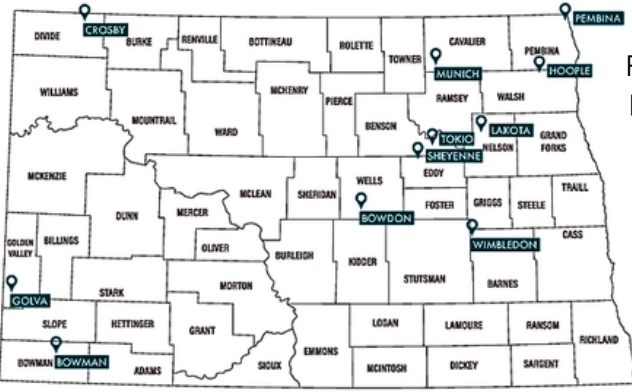 PEMBINA
CROSBY
DIVIDE
BURKE
RENVILLE
BOTTINEAU
ROLETTE
TOWNER
CAVALIER
PEMBINA
MUNICH
HOOPLE
WILLIAMS
MOUNTRAIL
WARD
MCHENRY
PIERCE
BENSON
RAMSEY
WALSH
LAKOTA
TOKIO
NELSON
GRAND
FORKS
SHEYENNE
MCKENZIE
DUNN
MERCER
MCLEAN
SHERIDAN
WELLS
EDDY
FOSTER
GRIGGS
STEELE
TRAILL
BOWDON
GOLDEN
VALLEY
BILLINGS
OLIVER
BURLEIGH
KIDDER
STUTSMAN
WIMBLEDON
BARNES
CASS
GOLVA
STARK
MORTON
SLOPE
HETTINGER
GRANT
SIOUX
EMMONS
LOGAN
LAMOURE
RANSOM
RICHLAND
BOWMAN
BOWMAN
ADAMS
MCINTOSH
DICKEY
SARGENT